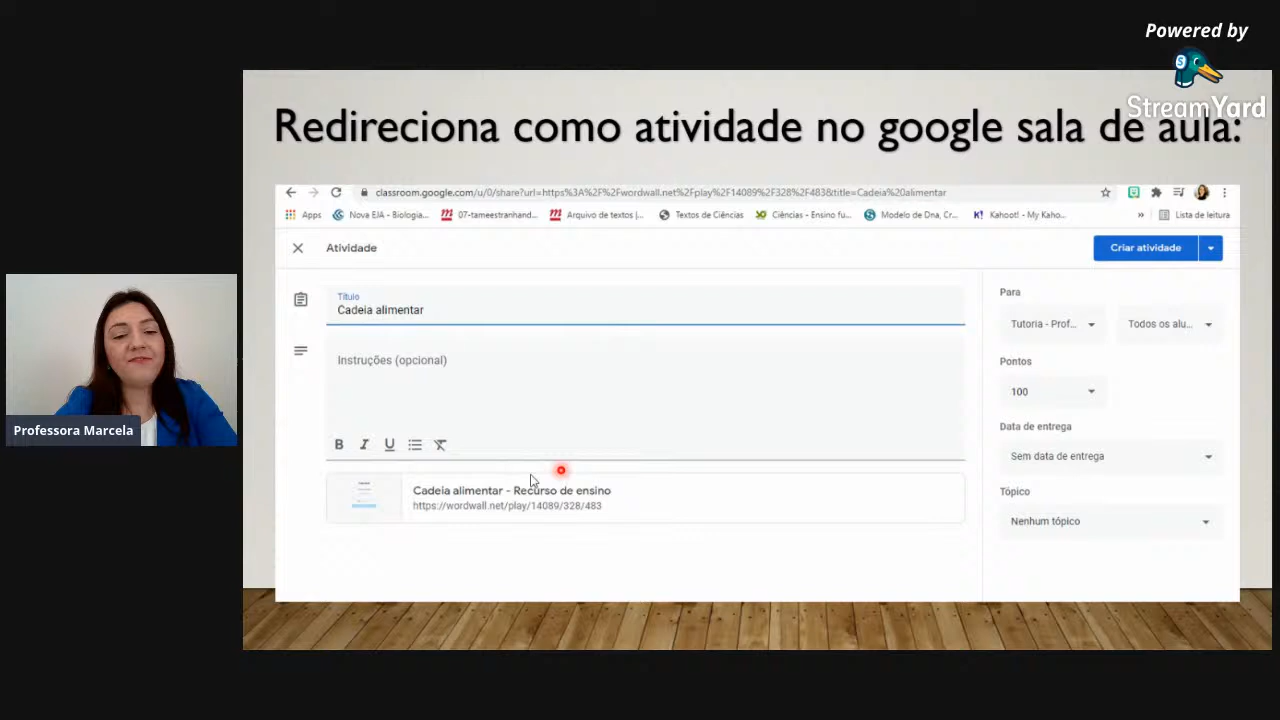 Powered by
StreamYard
Redireciona como atividade no google sala de aula:
classroom.google.com/u/0/share?url=https%3A%2F%2Fwordwall.net%2Fplay%2F14089%2F328%2F483&title=Cadeia%20alimentar
Apps Nova EJA - Biologia... 07-tameestranhand... Arquivo de textos |... Textos de Ciências Ciências - Ensino fu... Modelo de Dna, Cr... K! Kahoot! - My Kaho... » Lista de leitura
Atividade
Criar atividade
Título
Cadeia alimentar
Instruções (opcional)
B I U
Cadeia alimentar - Recurso de ensino
https://wordwall.net/play/14089/328/483
Para
Tutoria - Prof... Todos os alu...
Pontos
100
Data de entrega
Sem data de entrega
Tópico
Nenhum tópico
Professora Marcela